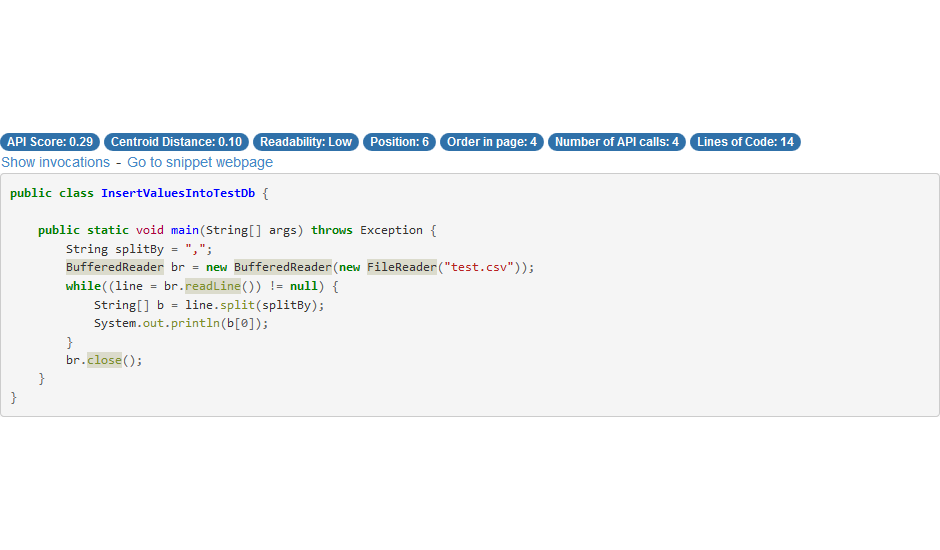 API Score: 0.29 Centroid Distance: 0.10 Readability: Low Position: 6 Order in page: 4 Number of API calls: 4 Lines of Code: 14
Show invocations - Go to snippet webpage
public class InsertValuesIntoTestDb {
public static void main(String[] args) throws Exception {
String splitBy = ",";
BufferedReader br = new BufferedReader(new FileReader("test.csv"));
while((line = br.readLine()) != null) {
String[] b = line.split(splitBy);
System.out.println(b[0]);
}
br.close();
}
}